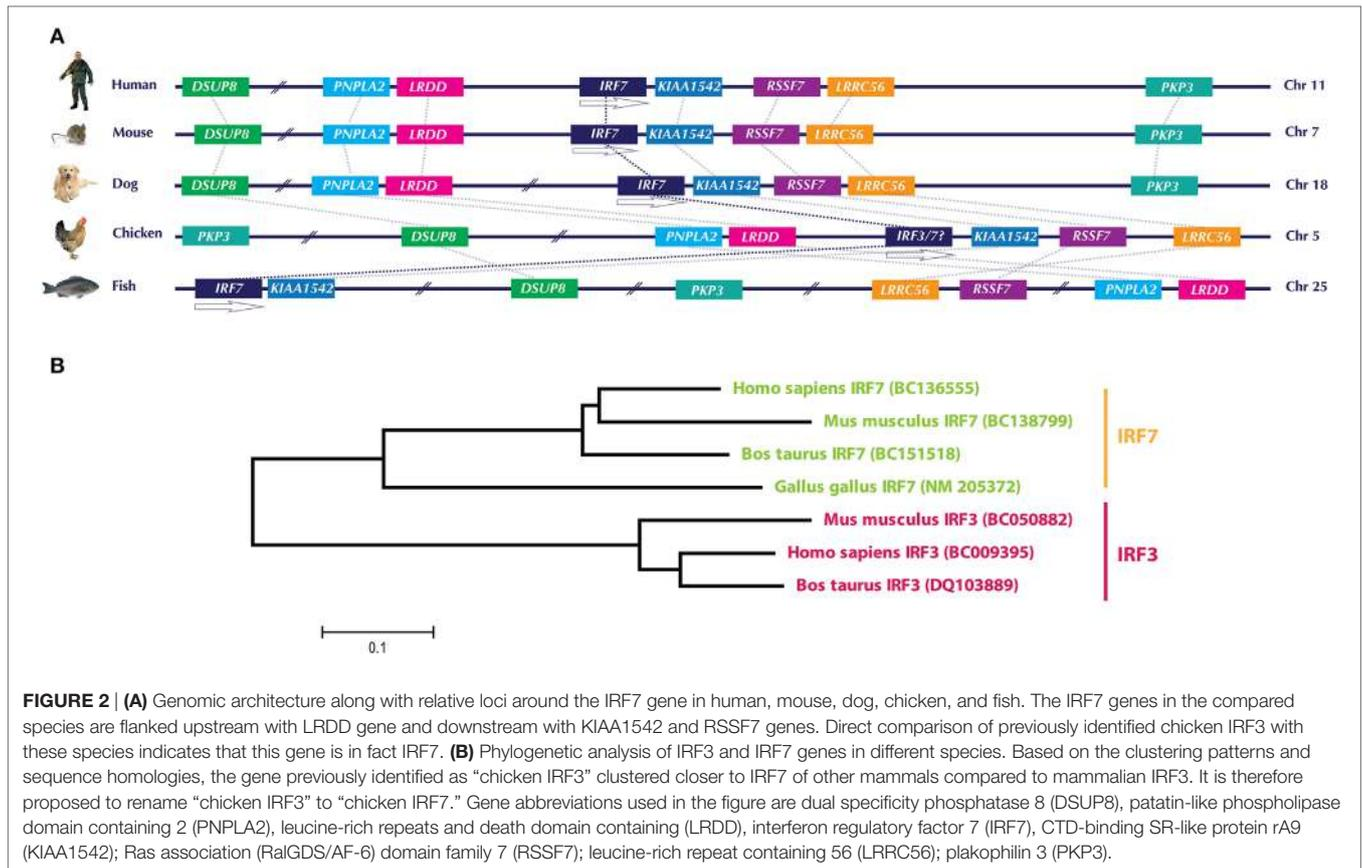 A
Human DSUP8 PNPLA2 LRDD IRF7 KIAA1542 RSSF7 LRRC56 PKP3 Chr 11
Mouse DSUP8 PNPLA2 LRDD IRF7 KIAA1542 RSSF7 LRRC56 PKP3 Chr 7
Dog DSUP8 PNPLA2 LRDD IRF7 KIAA1542 RSSF7 LRRC56 PKP3 Chr 18
Chicken PKP3 DSUP8 PNPLA2 LRDD IRF3/7? KIAA1542 RSSF7 LRRC56 Chr 5
Fish IRF7 KIAA1542 DSUP8 PKP3 LRRC56 RSSF7 PNPLA2 LRDD Chr 25
B
Homo sapiens IRF7 (BC136555)
Mus musculus IRF7 (BC138799)
IRF7
Bos taurus IRF7 (BC151518)
Gallus gallus IRF7 (NM 205372)
Mus musculus IRF3 (BC050882)
Homo sapiens IRF3 (BC009395)
IRF3
Bos taurus IRF3 (DQ103889)
0.1
FIGURE 2 | (A) Genomic architecture along with relative loci around the IRF7 gene in human, mouse, dog, chicken, and fish. The IRF7 genes in the compared
species are flanked upstream with LRDD gene and downstream with KIAA1542 and RSSF7 genes. Direct comparison of previously identified chicken IRF3 with
these species indicates that this gene is in fact IRF7. (B) Phylogenetic analysis of IRF3 and IRF7 genes in different species. Based on the clustering patterns and
sequence homologies, the gene previously identified as “chicken IRF3” clustered closer to IRF7 of other mammals compared to mammalian IRF3. It is therefore
proposed to rename “chicken IRF3” to “chicken IRF7.” Gene abbreviations used in the figure are dual specificity phosphatase 8 (DSUP8), patatin-like phospholipase
domain containing 2 (PNPLA2), leucine-rich repeats and death domain containing (LRDD), interferon regulatory factor 7 (IRF7), CTD-binding SR-like protein rA9
(KIAA1542); Ras association (RalGDS/AF-6) domain family 7 (RSSF7); leucine-rich repeat containing 56 (LRRC56); plakophilin 3 (PKP3).